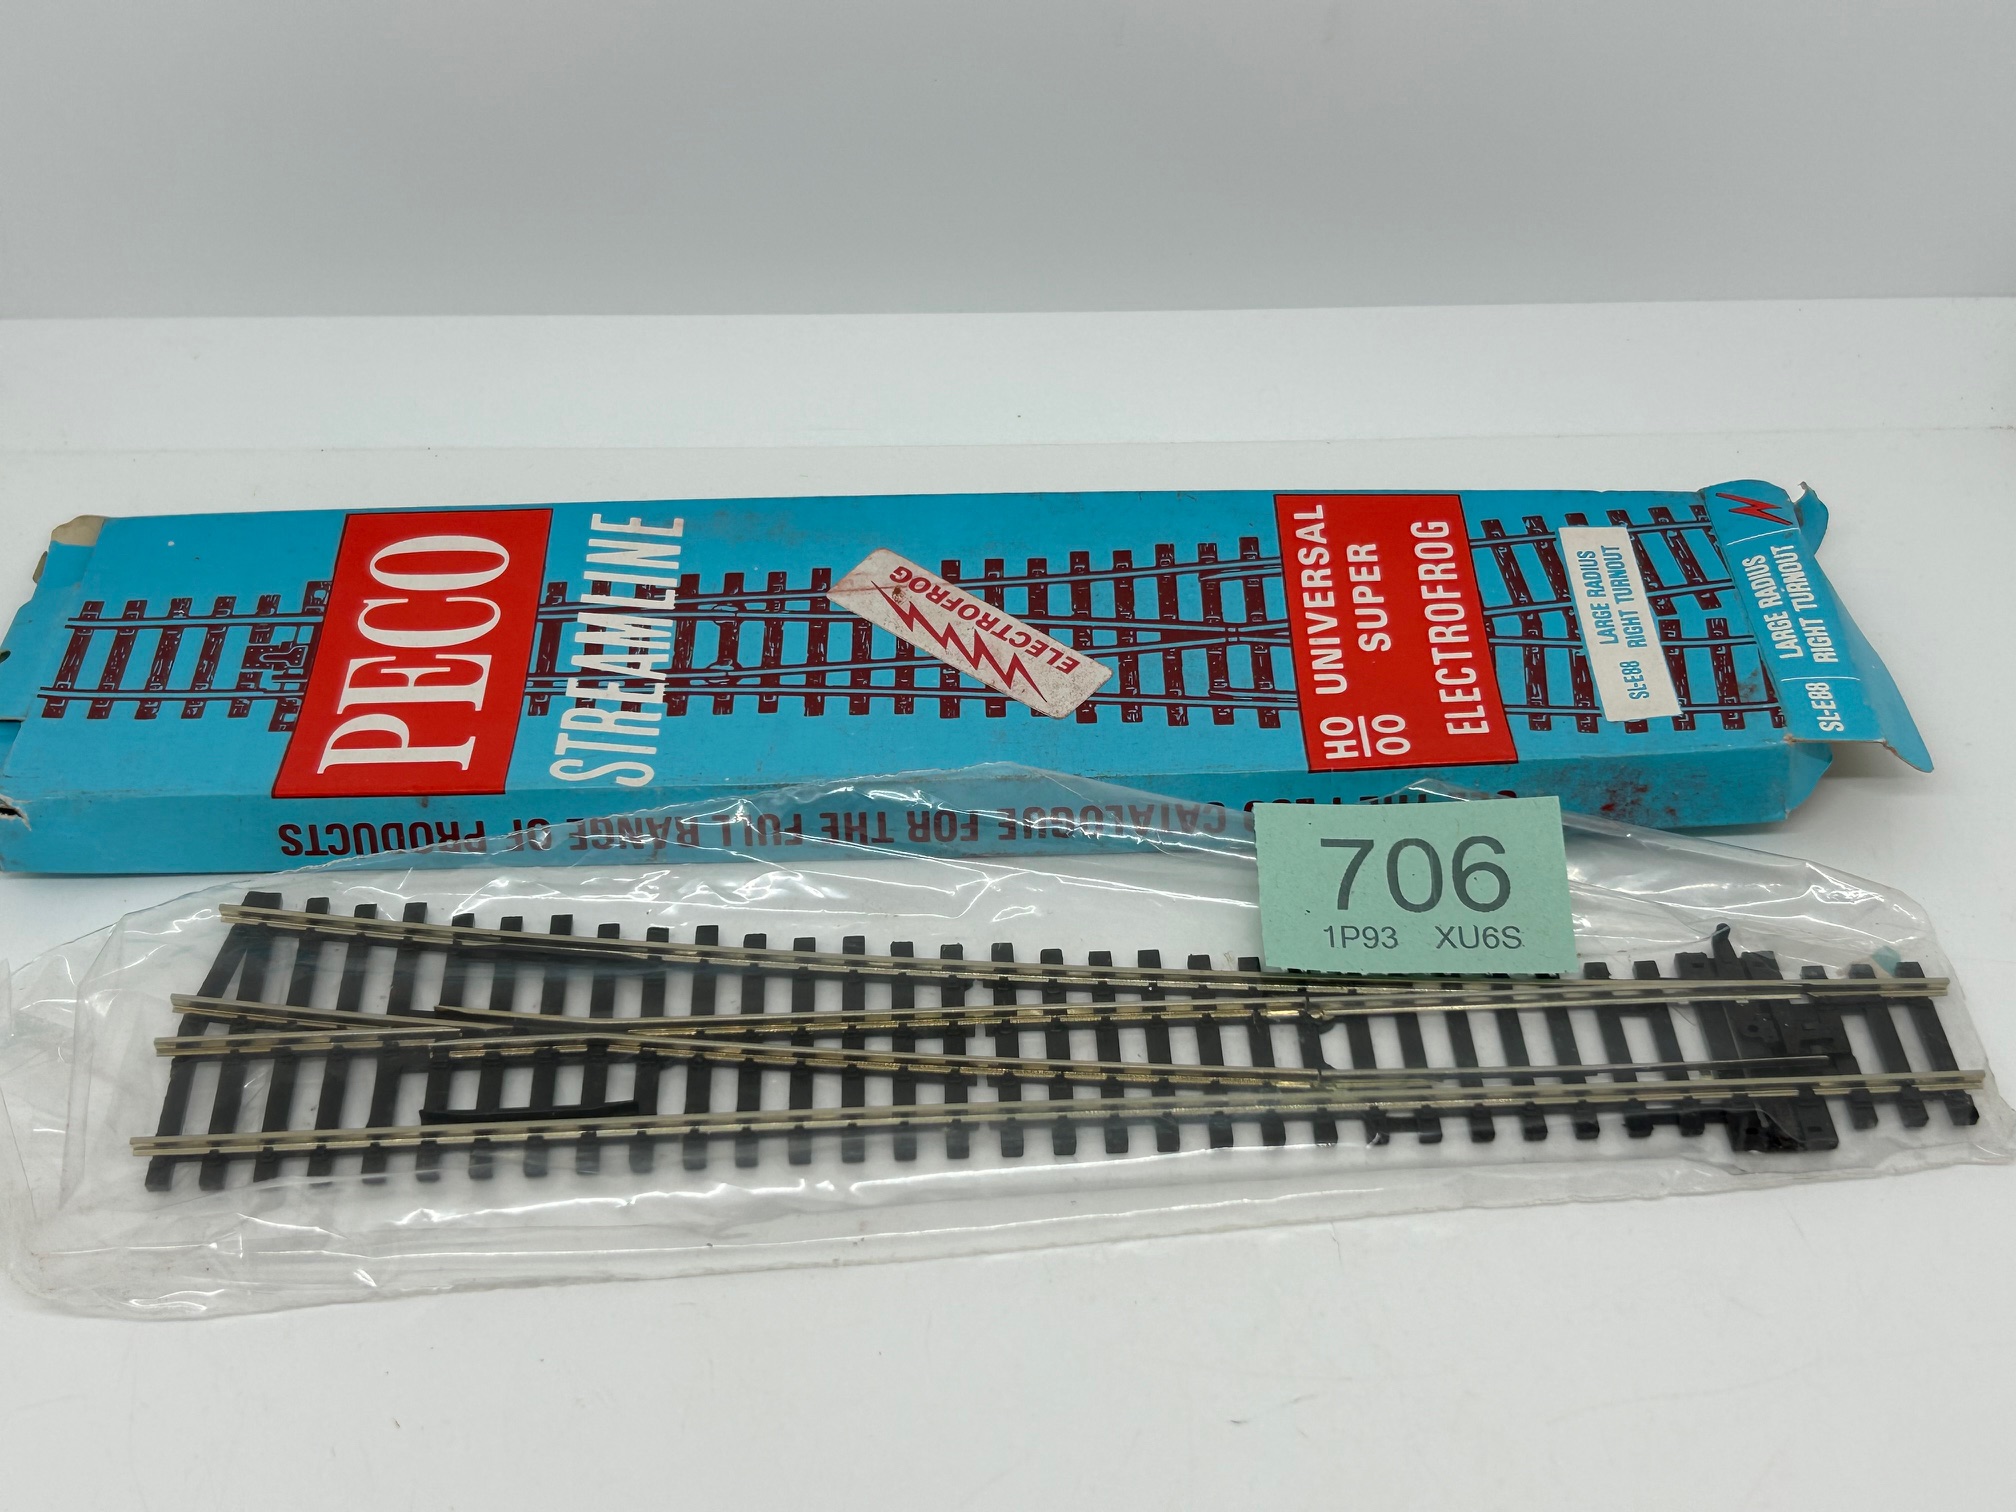 PECO
STREAMLINE
ELECTROFROG
HO
OO
UNIVERSAL
SUPER
ELECTROFROG
SL-E88
LARGE RADIUS
RIGHT TURNOUT
SL-E88
LARGE RADIUS
RIGHT TURNOUT
CATALOGUE FOR THE FULL RANGE OF PRODUCTS
706
1P93 XU6S